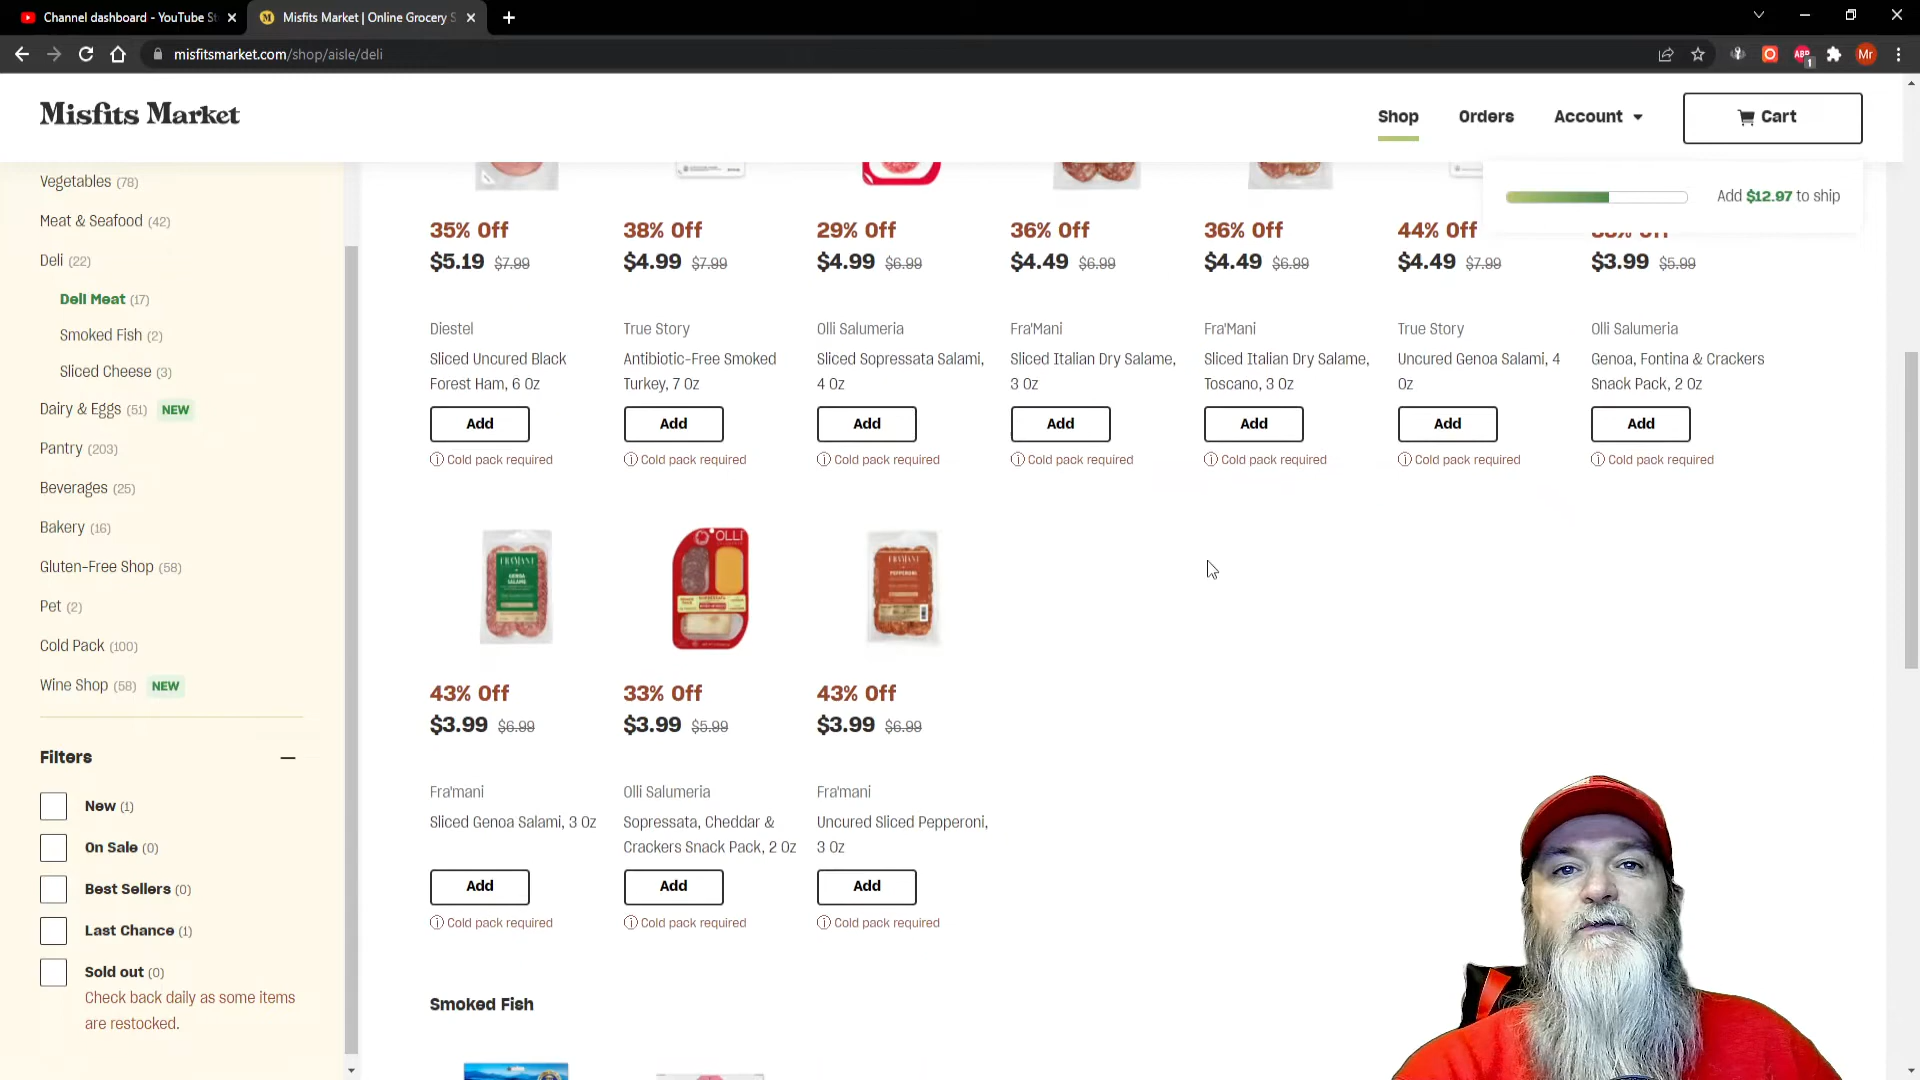 Channel dashboard - YouTube St
Misfits Market | Online Grocery S
misfitsmarket.com/shop/aisle/deli
ABP
1
Mr
Misfits Market
Shop
Orders
Account
Cart
Add $12.97 to ship
Vegetables (78)
Meat & Seafood (42)
Deli (22)
Deli Meat (17)
Smoked Fish (2)
Sliced Cheese (3)
Dairy & Eggs (51) NEW
Pantry (203)
Beverages (25)
Bakery (16)
Gluten-Free Shop (58)
Pet (2)
Cold Pack (100)
Wine Shop (58) NEW
Filters
New (1)
On Sale (0)
Best Sellers (0)
Last Chance (1)
Sold out (0)
Check back daily as some items
are restocked.
35% Off
$5.19 $7.99
Diestel
Sliced Uncured Black
Forest Ham, 6 Oz
Add
Cold pack required
38% Off
$4.99 $7.99
True Story
Antibiotic-Free Smoked
Turkey, 7 Oz
Add
Cold pack required
29% Off
$4.99 $6.99
Olli Salumeria
Sliced Sopressata Salami,
4 Oz
Add
Cold pack required
36% Off
$4.49 $6.99
Fra'Mani
Sliced Italian Dry Salame,
3 Oz
Add
Cold pack required
36% Off
$4.49 $6.99
Fra'Mani
Sliced Italian Dry Salame,
Toscano, 3 Oz
Add
Cold pack required
44% Off
$4.49 $7.99
True Story
Uncured Genoa Salami, 4
Oz
Add
Cold pack required
$3.99 $5.99
Olli Salumeria
Genoa, Fontina & Crackers
Snack Pack, 2 Oz
Add
Cold pack required
FRA'MANI
GENOA
SALAME
43% Off
$3.99 $6.99
Fra'mani
Sliced Genoa Salami, 3 Oz
Add
Cold pack required
OLLI
33% Off
$3.99 $5.99
Olli Salumeria
Sopressata, Cheddar &
Crackers Snack Pack, 2 Oz
Add
Cold pack required
FRA'MANI
PEPPERONI
43% Off
$3.99 $6.99
Fra'mani
Uncured Sliced Pepperoni,
3 Oz
Add
Cold pack required
Smoked Fish